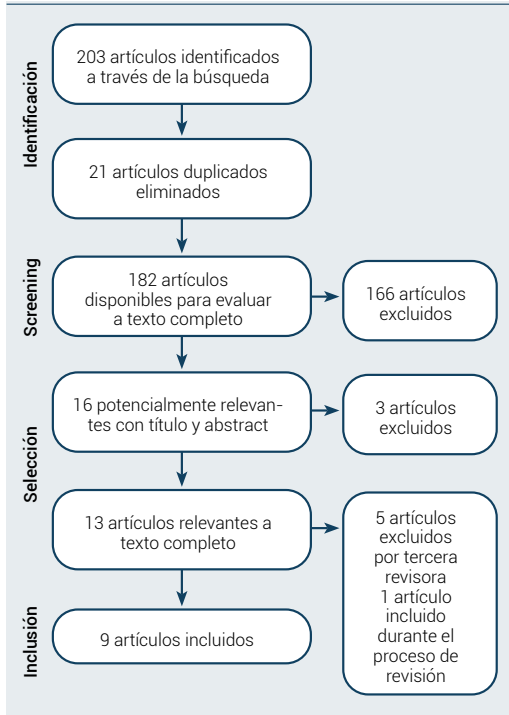 Identificación
203 artículos identificados
a través de la búsqueda
21 artículos duplicados
eliminados
Screening
182 artículos
disponibles para evaluar
a texto completo
166 artículos
excluidos
Selección
16 potencialmente relevan-
tes con título y abstract
3 artículos
excluidos
13 artículos relevantes a
texto completo
5 artículos
excluidos
por tercera
revisora
1 artículo
incluido
durante el
proceso de
revisión
Inclusión
9 artículos incluidos